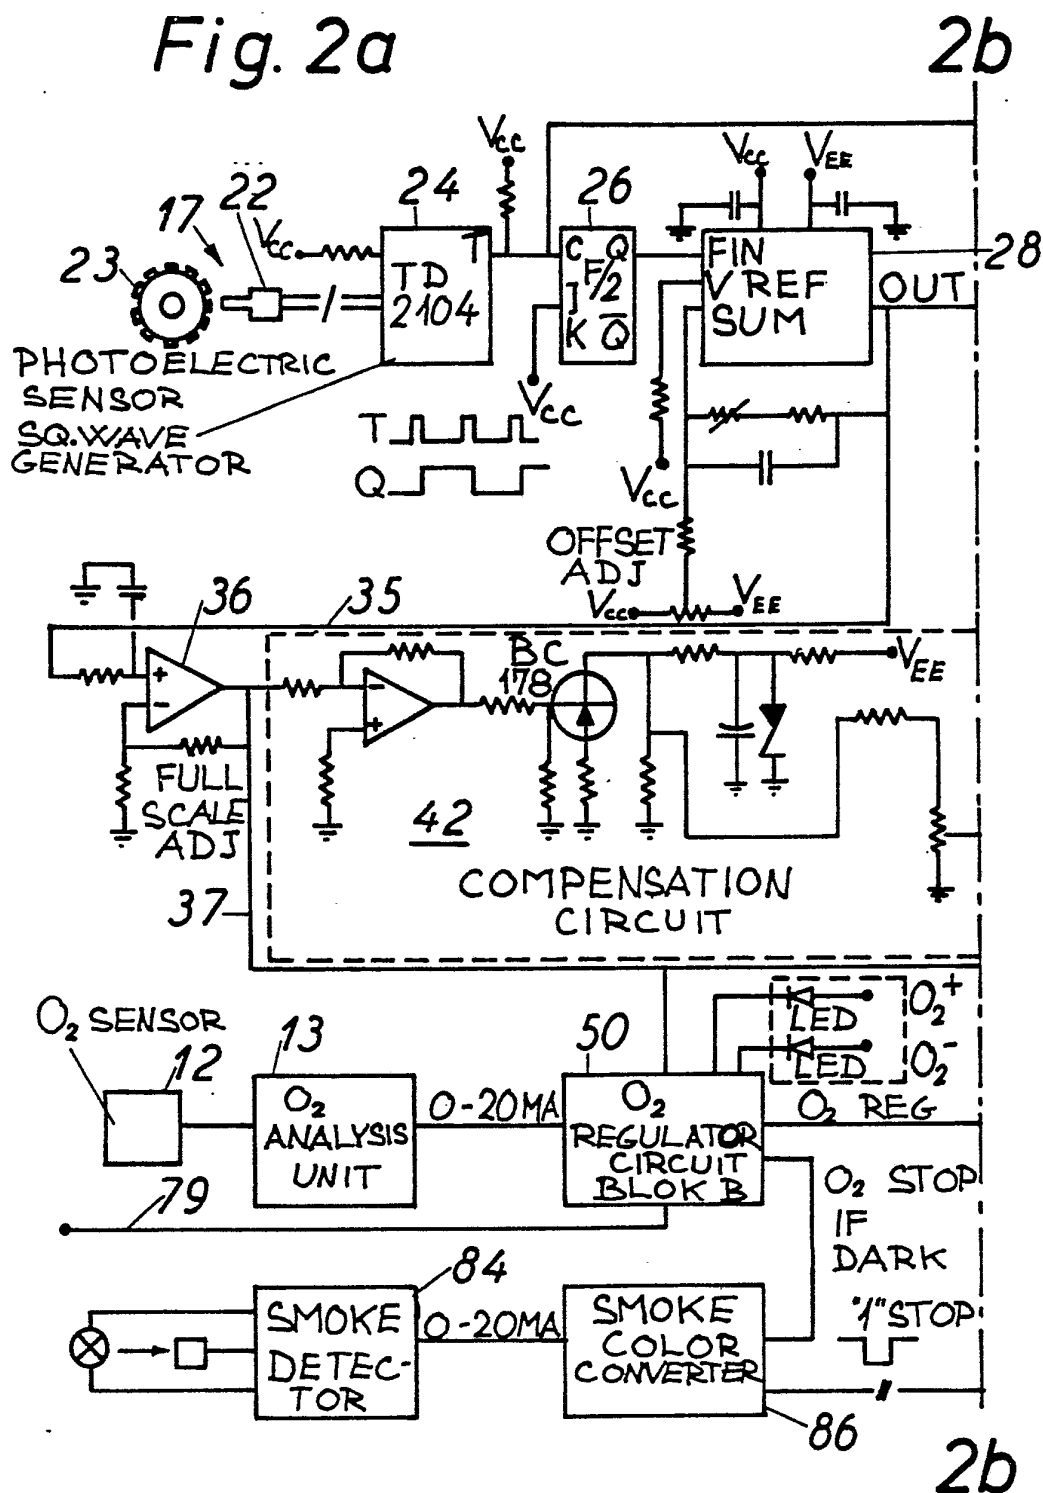 Fig. 2a
2b
17
22
23
24
26
28
VCC
VCC
VCC
VEE
T
TD
2104
C Q
F/2
J
K Q̅
FIN
V REF
SUM
OUT
PHOTOELECTRIC
SENSOR
SQ.WAVE
GENERATOR
VCC
T
Q
VCC
OFFSET
ADJ
VCC
VEE
36
35
+
-
BC
178
-
+
VEE
FULL
SCALE
ADJ
42
COMPENSATION
CIRCUIT
37
O2 SENSOR
12
13
50
LED
O2+
LED
O2-
O2
ANALYSIS
UNIT
0-20MA
O2
REGULATOR
CIRCUIT
BLOK B
O2 REG
79
O2 STOP
IF
DARK
84
SMOKE
DETEC-
TOR
0-20MA
SMOKE
COLOR
CONVERTER
"1" STOP
86
2b